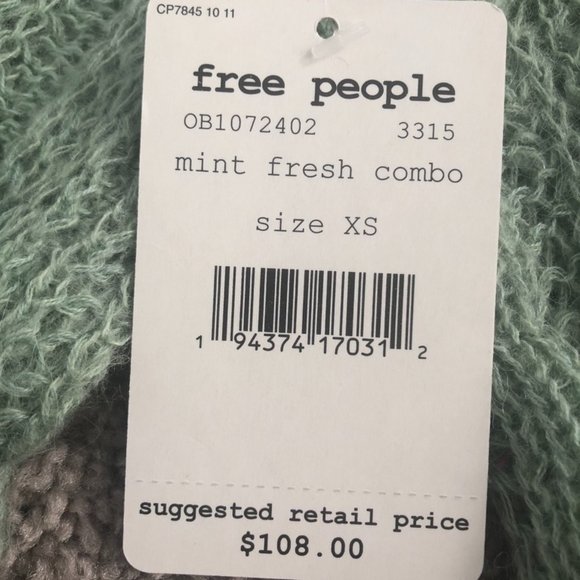 CP7845 10 11
free people
OB1072402 3315
mint fresh combo
size XS
1 94374 17031 2
suggested retail price
$108.00